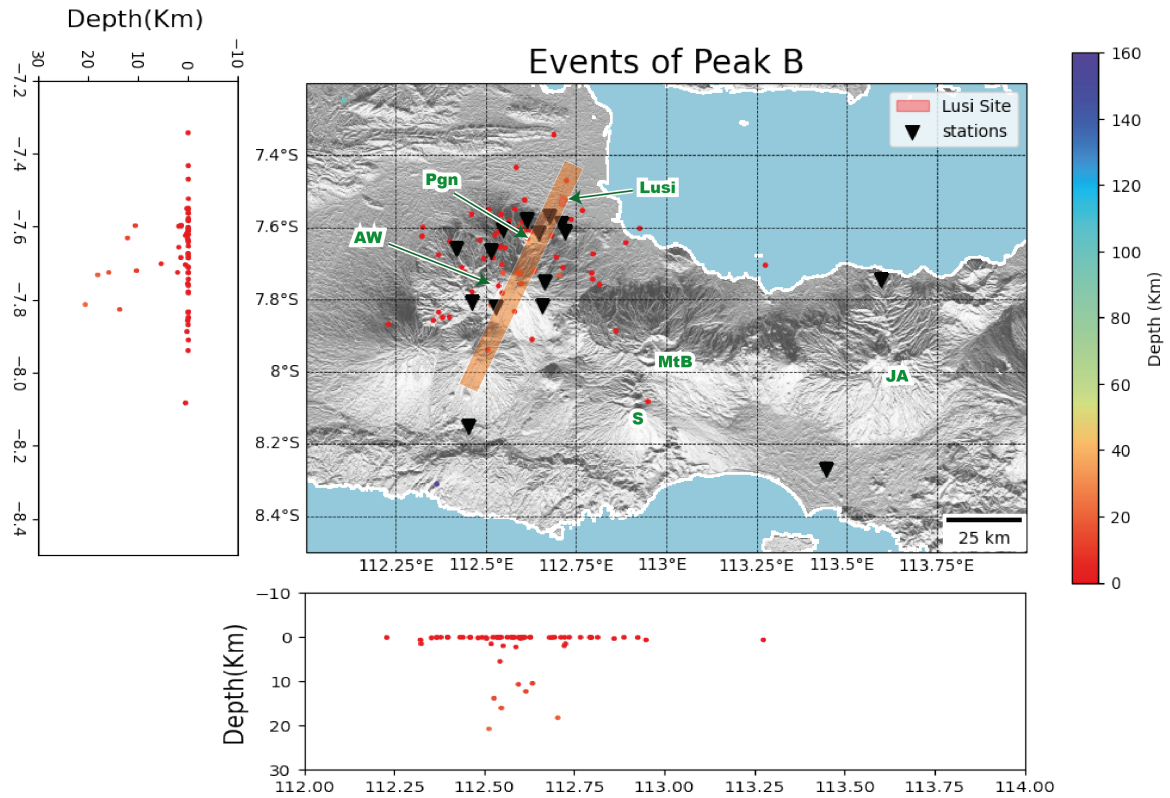 Depth(Km)
30
20
10
0
−10
−7.2
−7.4
−7.6
−7.8
−8.0
−8.2
−8.4
Events of Peak B
Lusi Site
stations
Pgn
Lusi
AW
MtB
JA
S
25 km
7.4°S
7.6°S
7.8°S
8°S
8.2°S
8.4°S
112.25°E 112.5°E 112.75°E 113°E 113.25°E 113.5°E 113.75°E
160
140
120
100
80
60
40
20
0
Depth (Km)
Depth(Km)
−10
0
10
20
30
112.00 112.25 112.50 112.75 113.00 113.25 113.50 113.75 114.00